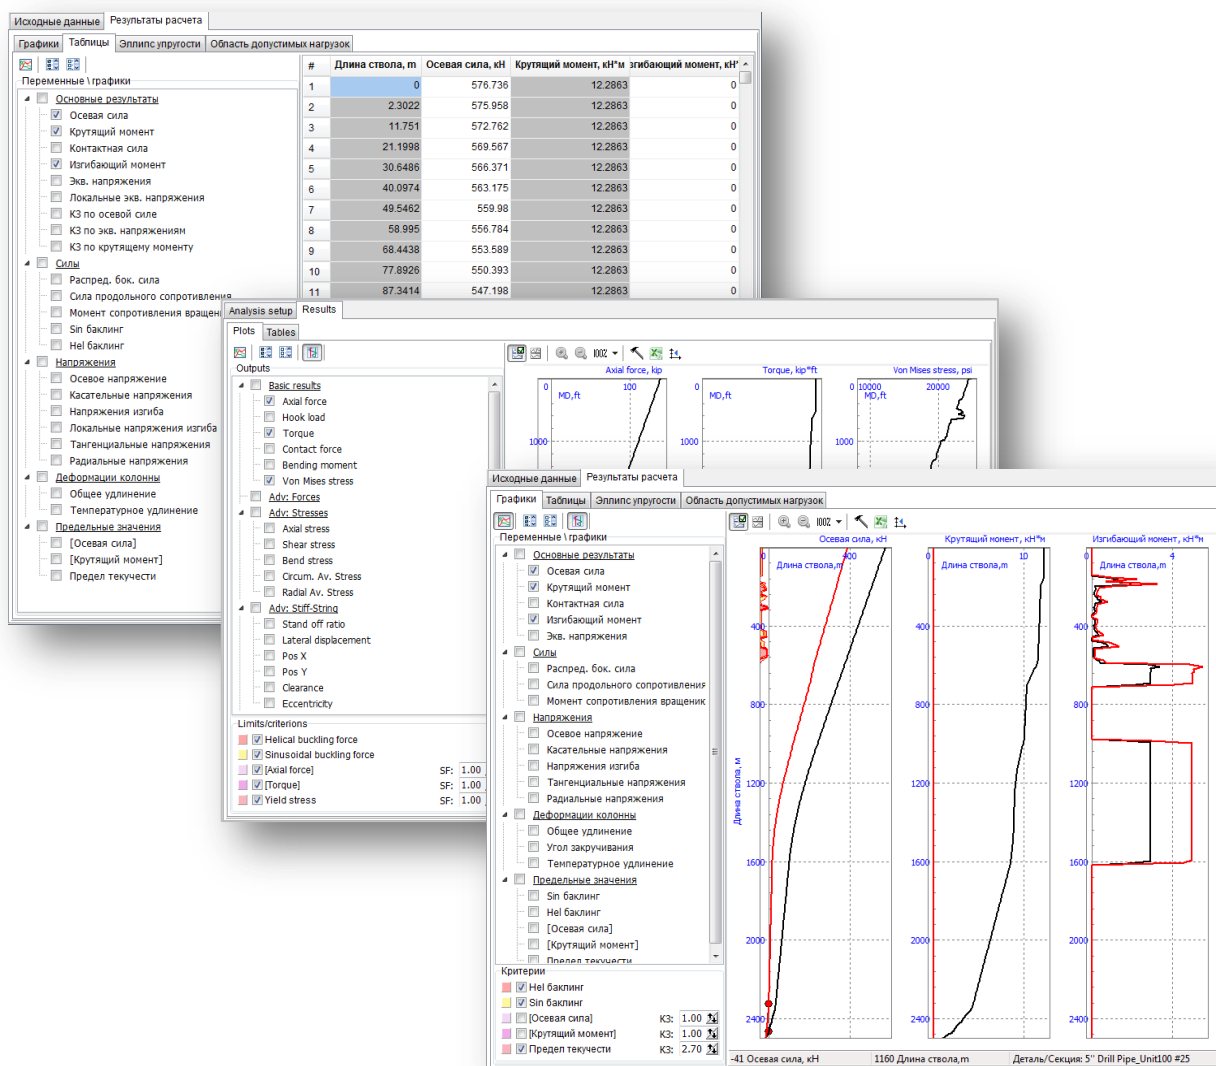 Исходные данные Результаты расчета
Графики Таблицы Эллипс упругости Область допустимых нагрузок
Переменные \ графики
Основные результаты
Осевая сила
Крутящий момент
Контактная сила
Изгибающий момент
Экв. напряжения
Локальные экв. напряжения
КЗ по осевой силе
КЗ по экв. напряжениям
КЗ по крутящему моменту
Силы
Распред. бок. сила
Сила продольного сопротивления
Момент сопротивления вращен
Sin баклинг
Hel баклинг
Напряжения
Осевое напряжение
Касательные напряжения
Напряжения изгиба
Локальные напряжения изгиба
Тангенциальные напряжения
Радиальные напряжения
Деформации колонны
Общее удлинение
Температурное удлинение
Предельные значения
[Осевая сила]
[Крутящий момент]
Предел текучести
# Длина ствола, m Осевая сила, кН Крутящий момент, кН*м згибающий момент, кН*
1 0 576.736 12.2863 0
2 2.3022 575.958 12.2863 0
3 11.751 572.762 12.2863 0
4 21.1998 569.567 12.2863 0
5 30.6486 566.371 12.2863 0
6 40.0974 563.175 12.2863 0
7 49.5462 559.98 12.2863 0
8 58.995 556.784 12.2863 0
9 68.4438 553.589 12.2863 0
10 77.8926 550.393 12.2863 0
11 87.3414 547.198 12.2863 0
Analysis setup Results
Plots Tables
100%
Outputs
Basic results
Axial force
Hook load
Torque
Contact force
Bending moment
Von Mises stress
Adv: Forces
Adv: Stresses
Axial stress
Shear stress
Bend stress
Circum. Av. Stress
Radial Av. Stress
Adv: Stiff-String
Stand off ratio
Lateral displacement
Pos X
Pos Y
Clearance
Eccentricity
Limits/criterions
Helical buckling force
Sinusoidal buckling force
[Axial force] SF: 1.00
[Torque] SF: 1.00
Yield stress SF: 1.00
Axial force, kip Torque, kip*ft Von Mises stress, psi
0 100 0 0 10000 20000
MD,ft MD,ft MD,ft
1000 1000 1000
Исходные данные Результаты расчета
Графики Таблицы Эллипс упругости Область допустимых нагрузок
100%
Переменные \ графики
Основные результаты
Осевая сила
Крутящий момент
Контактная сила
Изгибающий момент
Экв. напряжения
Силы
Распред. бок. сила
Сила продольного сопротивления
Момент сопротивления вращения
Напряжения
Осевое напряжение
Касательные напряжения
Напряжения изгиба
Тангенциальные напряжения
Радиальные напряжения
Деформации колонны
Общее удлинение
Угол закручивания
Температурное удлинение
Предельные значения
Sin баклинг
Hel баклинг
[Осевая сила]
[Крутящий момент]
Предел текучести
Критерии
Hel баклинг
Sin баклинг
[Осевая сила] КЗ: 1.00
[Крутящий момент] КЗ: 1.00
Предел текучести КЗ: 2.70
Осевая сила, кН Крутящий момент, кН*м Изгибающий момент, кН*м
0 400 0 10 0 4
Длина ствола,m Длина ствола,m Длина ствола,m
400 400 400
800 800 800
1200 1200 1200
Длина ствола, м
1600 1600 1600
2000 2000 2000
2400 2400 2400
-41 Осевая сила, кН 1160 Длина ствола,m Деталь/Секция: 5'' Drill Pipe_Unit100 #25